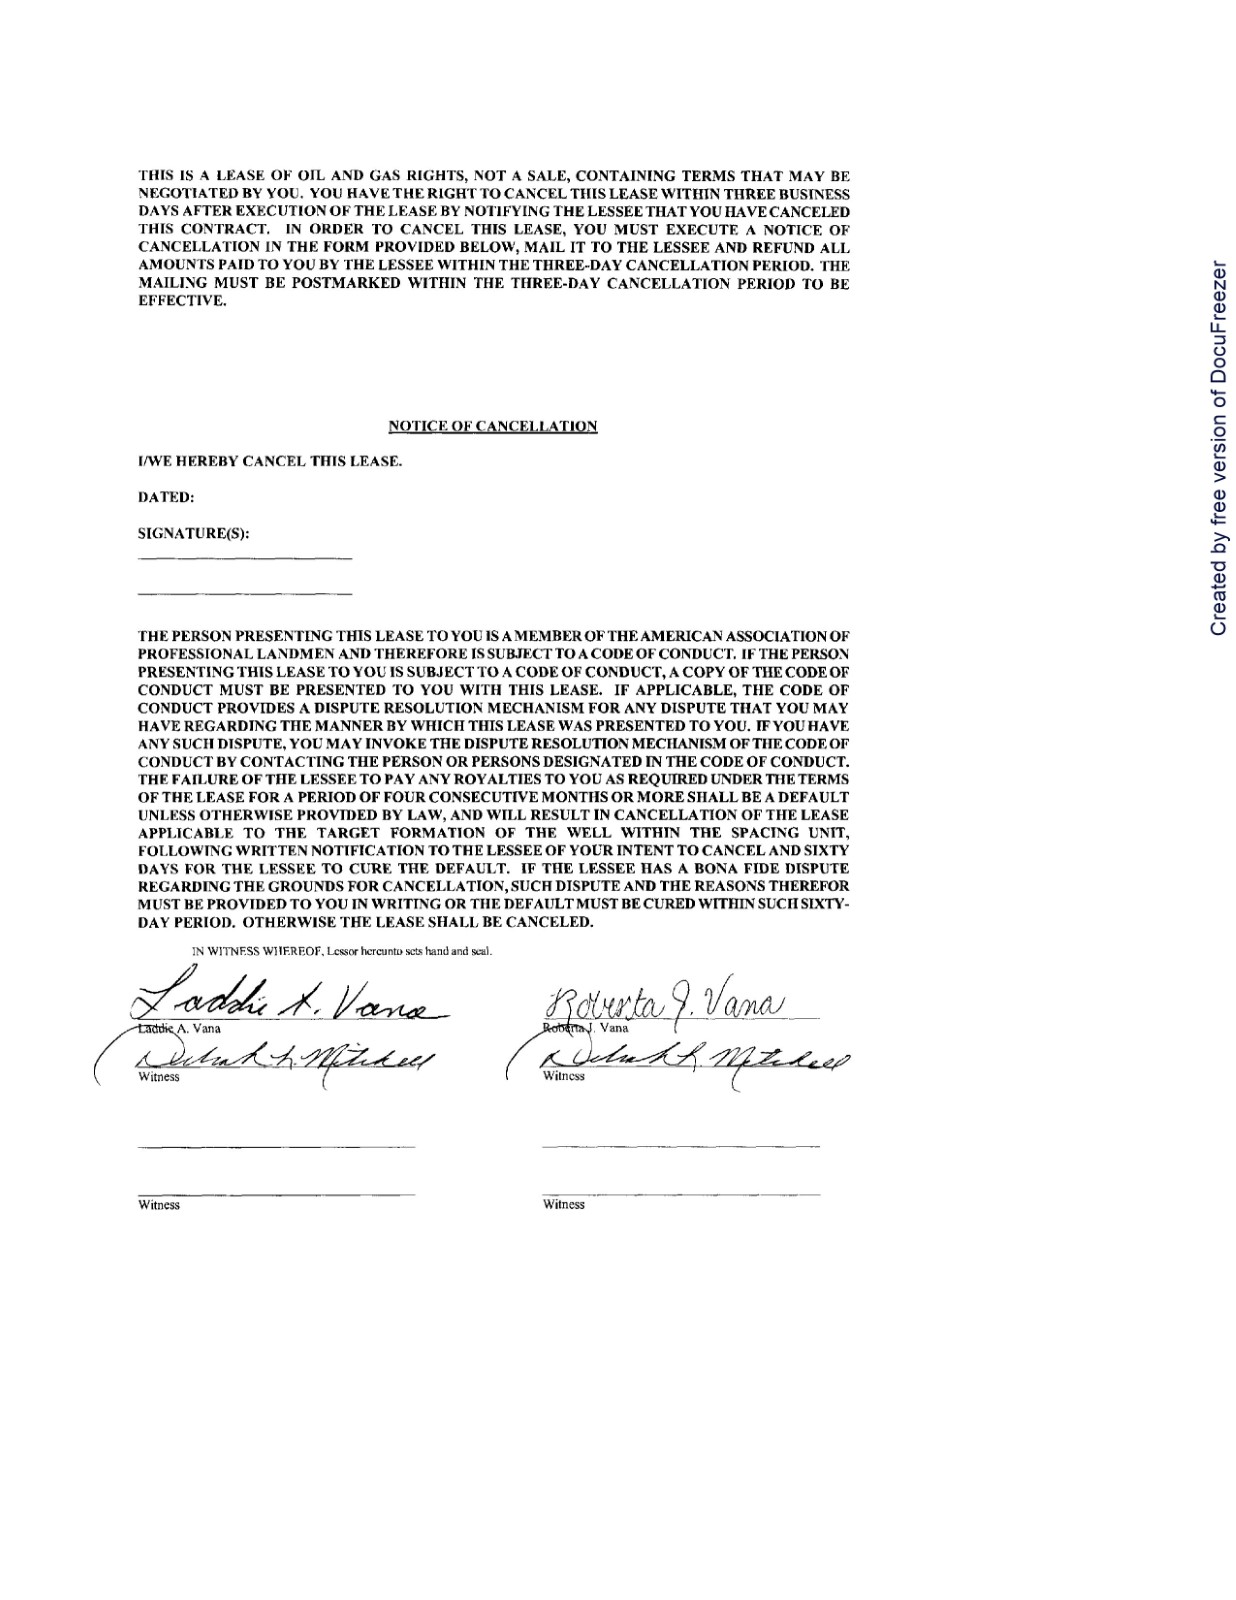 THIS IS A LEASE OF OIL AND GAS RIGHTS, NOT A SALE, CONTAINING TERMS THAT MAY BE
NEGOTIATED BY YOU. YOU HAVE THE RIGHT TO CANCEL THIS LEASE WITHIN THREE BUSINESS
DAYS AFTER EXECUTION OF THE LEASE BY NOTIFYING THE LESSEE THAT YOU HAVE CANCELED
THIS CONTRACT. IN ORDER TO CANCEL THIS LEASE, YOU MUST EXECUTE A NOTICE OF
CANCELLATION IN THE FORM PROVIDED BELOW, MAIL IT TO THE LESSEE AND REFUND ALL
AMOUNTS PAID TO YOU BY THE LESSEE WITHIN THE THREE-DAY CANCELLATION PERIOD. THE
MAILING MUST BE POSTMARKED WITHIN THE THREE-DAY CANCELLATION PERIOD TO BE
EFFECTIVE.
NOTICE OF CANCELLATION
I/WE HEREBY CANCEL THIS LEASE.
DATED:
SIGNATURE(S):
THE PERSON PRESENTING THIS LEASE TO YOU IS A MEMBER OF THE AMERICAN ASSOCIATION OF
PROFESSIONAL LANDMEN AND THEREFORE IS SUBJECT TO A CODE OF CONDUCT. IF THE PERSON
PRESENTING THIS LEASE TO YOU IS SUBJECT TO A CODE OF CONDUCT, A COPY OF THE CODE OF
CONDUCT MUST BE PRESENTED TO YOU WITH THIS LEASE. IF APPLICABLE, THE CODE OF
CONDUCT PROVIDES A DISPUTE RESOLUTION MECHANISM FOR ANY DISPUTE THAT YOU MAY
HAVE REGARDING THE MANNER BY WHICH THIS LEASE WAS PRESENTED TO YOU. IF YOU HAVE
ANY SUCH DISPUTE, YOU MAY INVOKE THE DISPUTE RESOLUTION MECHANISM OF THE CODE OF
CONDUCT BY CONTACTING THE PERSON OR PERSONS DESIGNATED IN THE CODE OF CONDUCT.
THE FAILURE OF THE LESSEE TO PAY ANY ROYALTIES TO YOU AS REQUIRED UNDER THE TERMS
OF THE LEASE FOR A PERIOD OF FOUR CONSECUTIVE MONTHS OR MORE SHALL BE A DEFAULT
UNLESS OTHERWISE PROVIDED BY LAW, AND WILL RESULT IN CANCELLATION OF THE LEASE
APPLICABLE TO THE TARGET FORMATION OF THE WELL WITHIN THE SPACING UNIT,
FOLLOWING WRITTEN NOTIFICATION TO THE LESSEE OF YOUR INTENT TO CANCEL AND SIXTY
DAYS FOR THE LESSEE TO CURE THE DEFAULT. IF THE LESSEE HAS A BONA FIDE DISPUTE
REGARDING THE GROUNDS FOR CANCELLATION, SUCH DISPUTE AND THE REASONS THEREFOR
MUST BE PROVIDED TO YOU IN WRITING OR THE DEFAULT MUST BE CURED WITHIN SUCH SIXTY-
DAY PERIOD. OTHERWISE THE LEASE SHALL BE CANCELED.
IN WITNESS WHEREOF, Lessor hereunto sets hand and seal.
Laddie A. Vana Roberta J. Vana
Laddie A. Vana Roberta J. Vana
Deborah L. Mitchell Deborah L. Mitchell
Witness Witness
Witness Witness
Created by free version of DocuFreezer